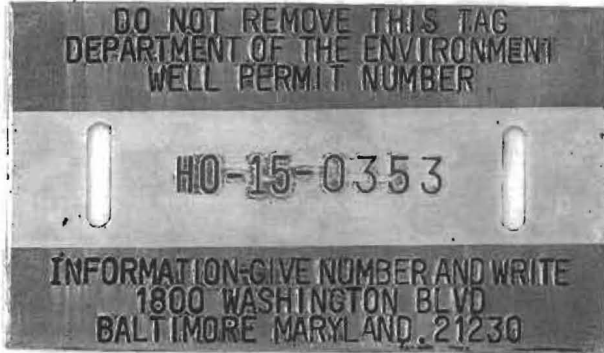 DO NOT REMOVE THIS TAG
DEPARTMENT OF THE ENVIRONMENT
WELL PERMIT NUMBER
HO-15-0353
INFORMATION-GIVE NUMBER AND WRITE
1800 WASHINGTON BLVD
BALTIMORE MARYLAND. 21230